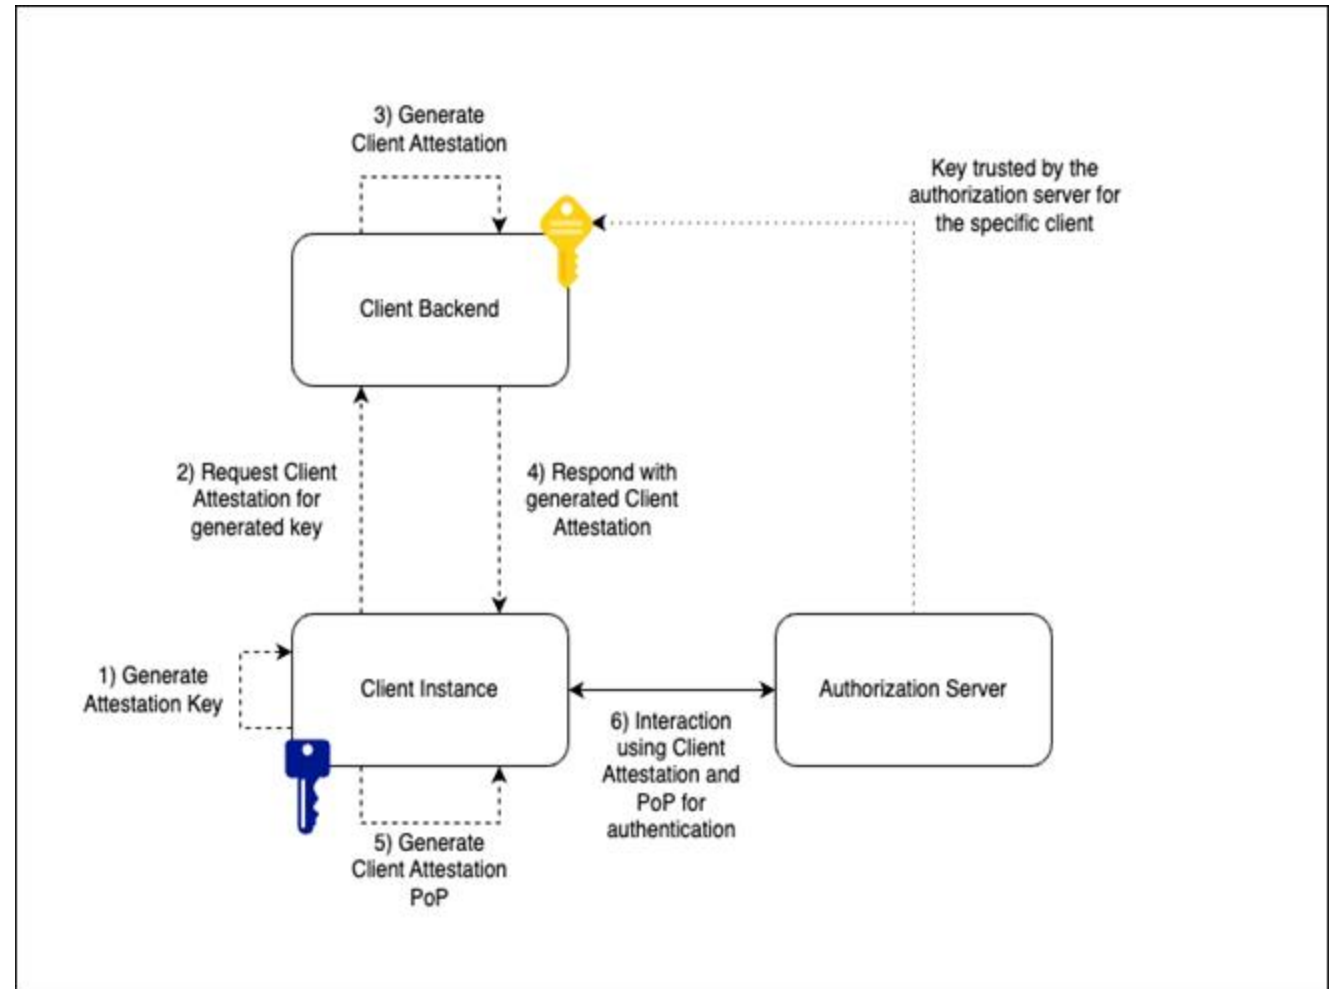 3) Generate
Client Attestation
Key trusted by the
authorization server for
the specific client
Client Backend
2) Request Client
Attestation for
generated key
4) Respond with
generated Client
Attestation
1) Generate
Attestation Key
Client Instance
Authorization Server
6) Interaction
using Client
Attestation and
PoP for
authentication
5) Generate
Client Attestation
PoP